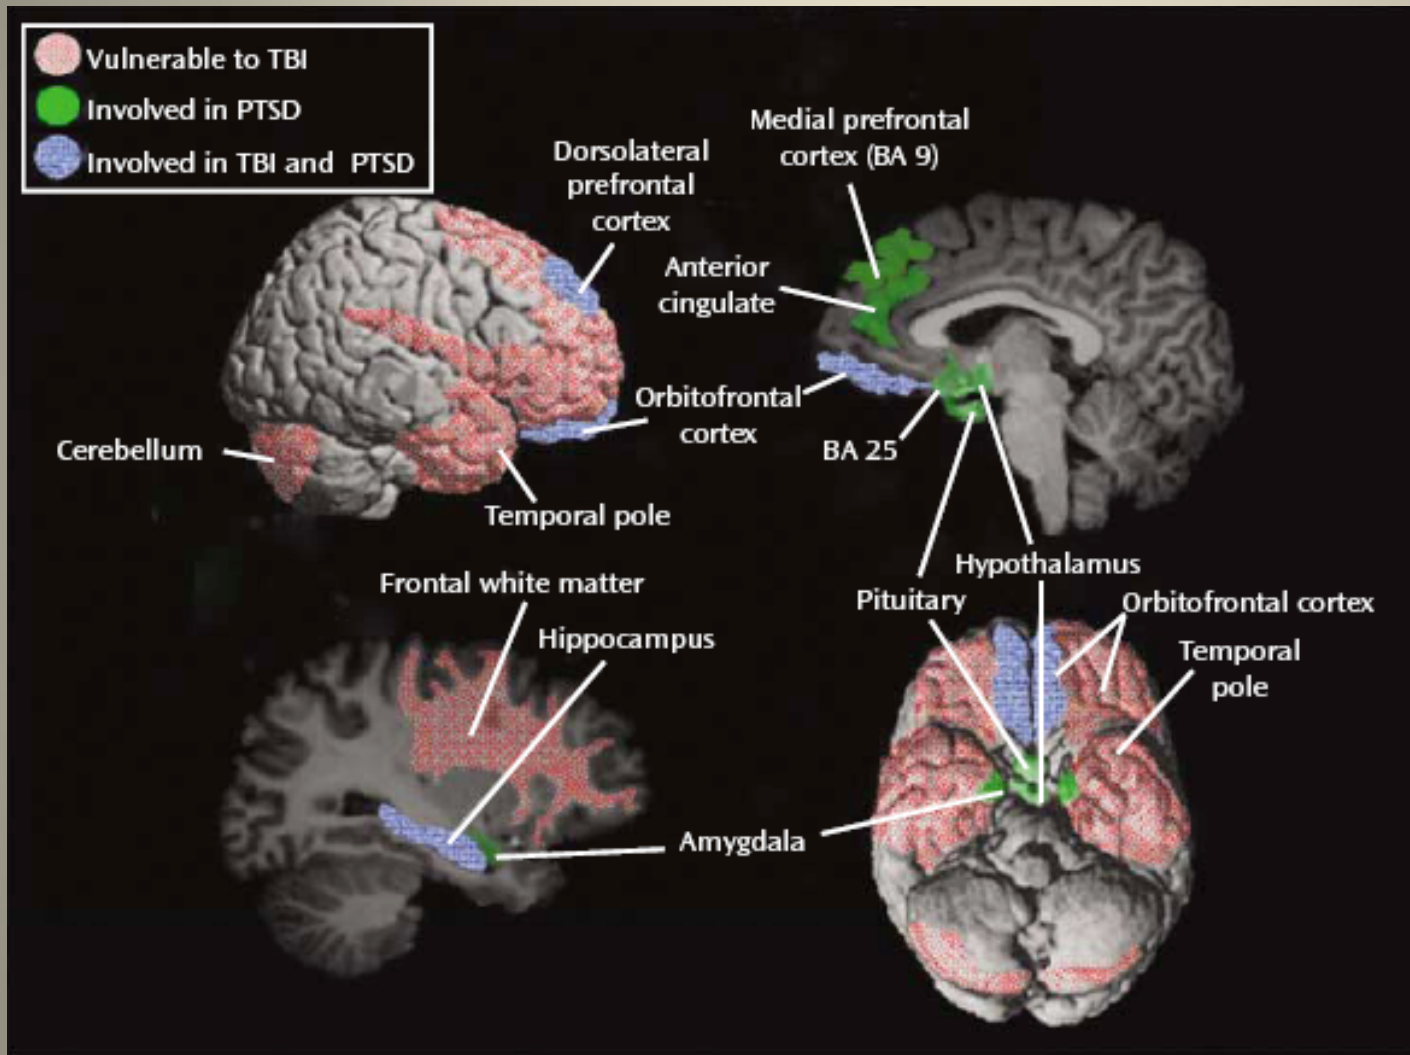 Vulnerable to TBI
Involved in PTSD
Involved in TBI and PTSD
Dorsolateral
prefrontal
cortex
Medial prefrontal
cortex (BA 9)
Anterior
cingulate
Orbitofrontal
cortex
BA 25
Cerebellum
Temporal pole
Frontal white matter
Hippocampus
Hypothalamus
Pituitary
Orbitofrontal cortex
Temporal
pole
Amygdala